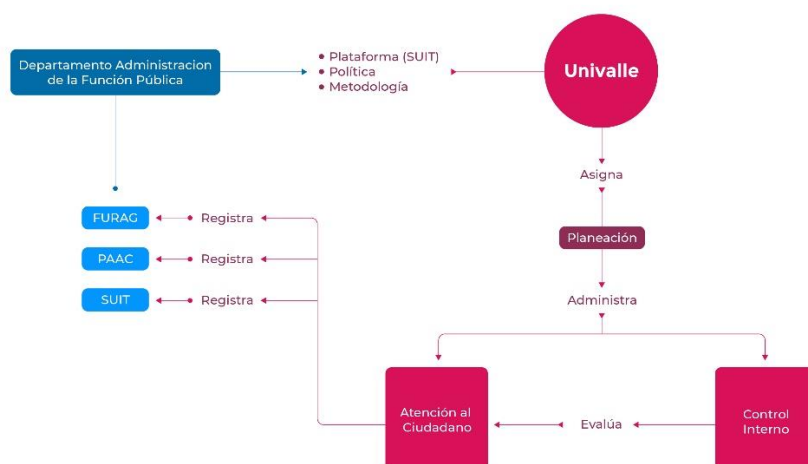 Departamento Administracion
de la Función Pública
• Plataforma (SUIT)
• Política
• Metodología
Univalle
Asigna
FURAG
Registra
Planeación
PAAC
Registra
SUIT
Registra
Administra
Atención al
Ciudadano
Evalúa
Control
Interno